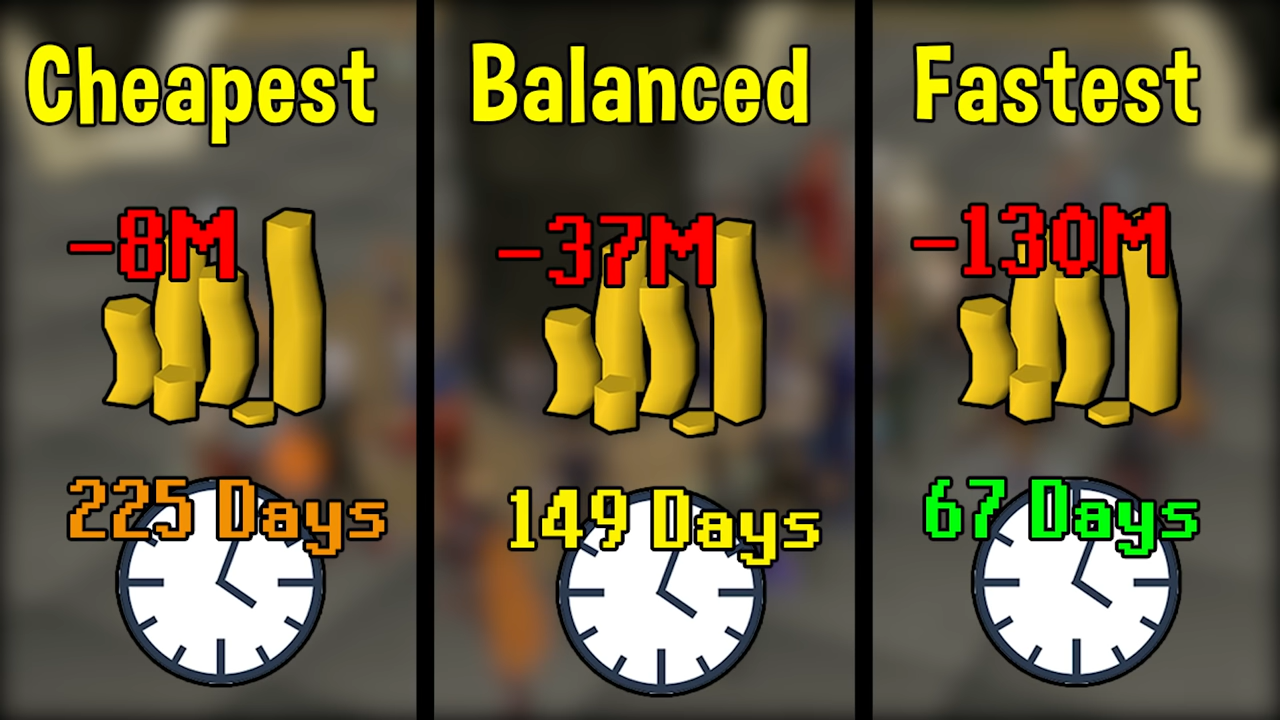 Cheapest
-8M
225 Days
Balanced
-37M
149 Days
Fastest
-130M
67 Days